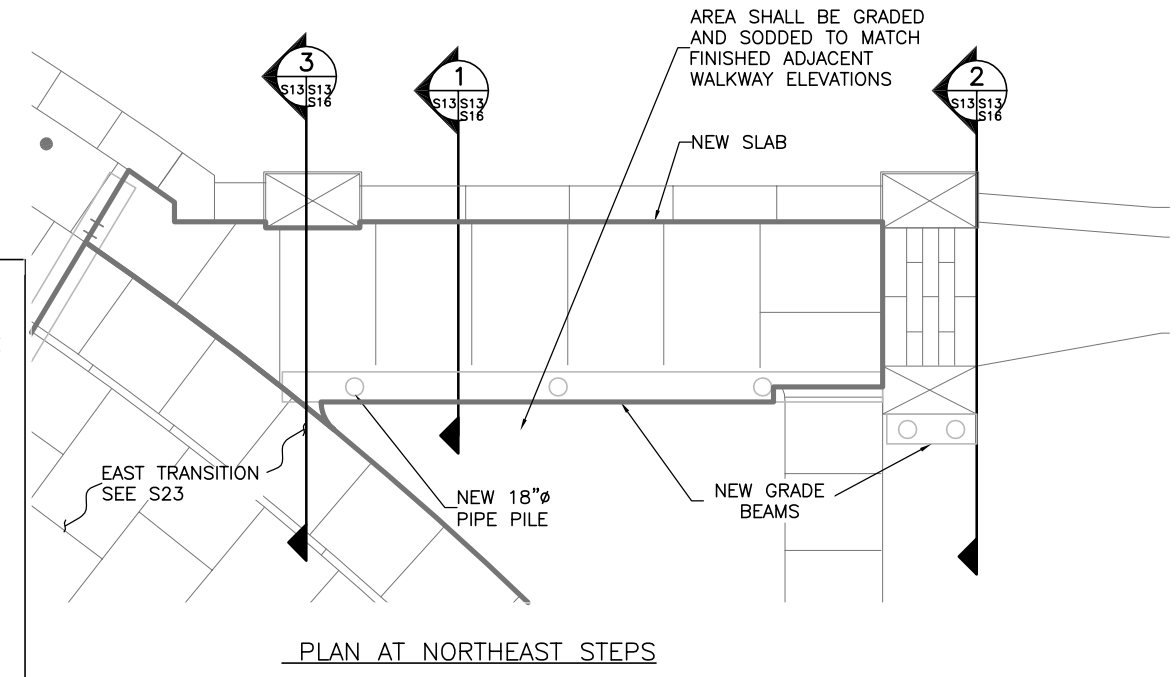 AREA SHALL BE GRADED
AND SODDED TO MATCH
FINISHED ADJACENT
WALKWAY ELEVATIONS
3
S13 S13
S16
1
S13 S13
S16
2
S13 S13
S16
NEW SLAB
EAST TRANSITION
SEE S23
NEW 18"ø
PIPE PILE
NEW GRADE
BEAMS
PLAN AT NORTHEAST STEPS